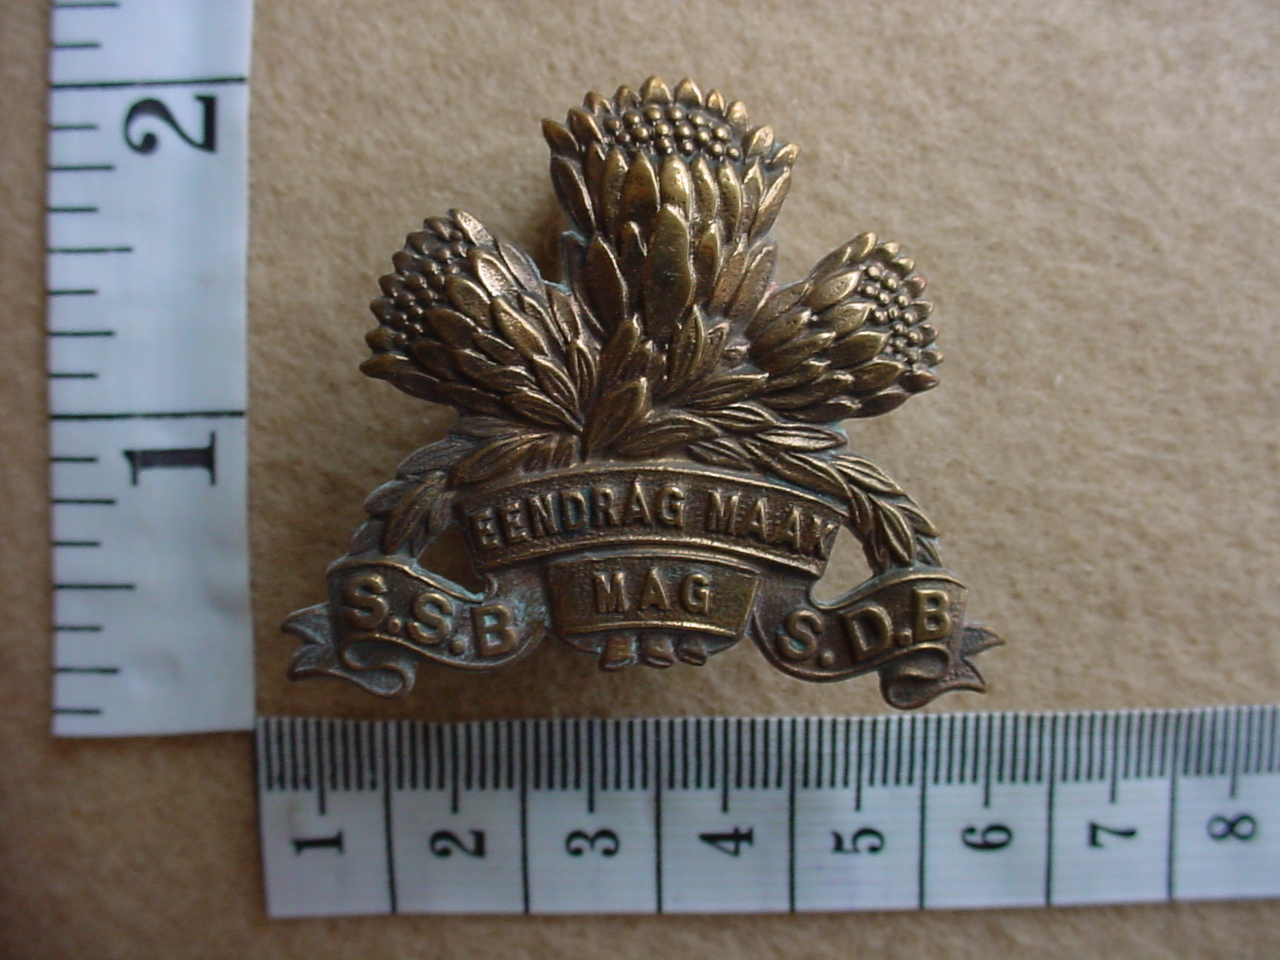 2
1
EENDRAG MAAK
MAG
S.S.B
S.D.B
1 2 3 4 5 6 7 8